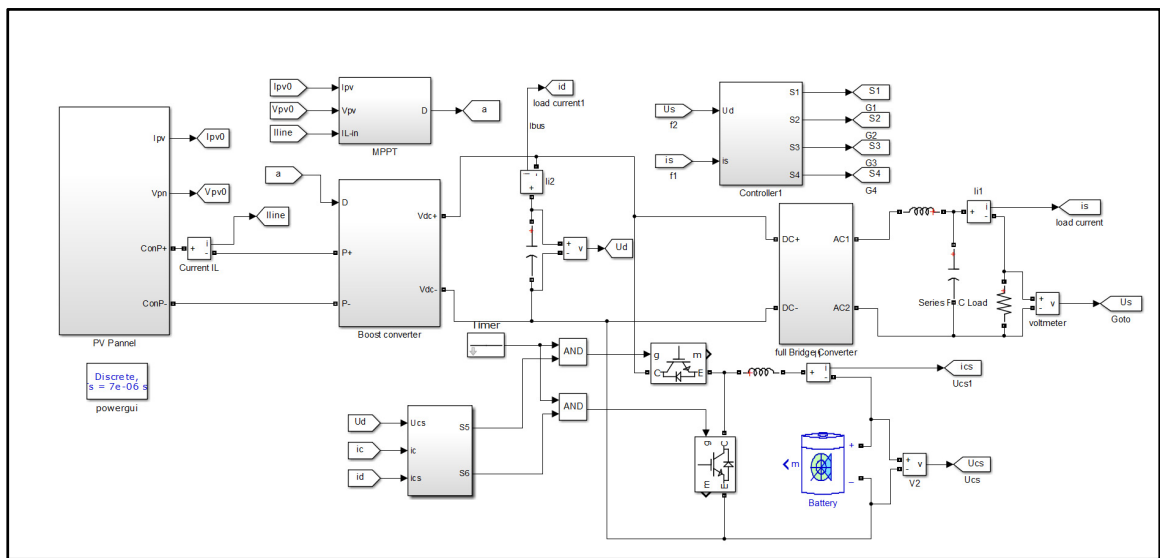 Ipv0
Ipv
Vpv0
Vpv
Iline
IL-in
D
MPPT
a
id
load current1
Ibus
Us
f2
Ud
is
f1
is
S1
S2
S3
S4
Controller1
S1
G1
S2
G2
S3
G3
S4
G4
Ipv
Ipv0
Vpn
Vpv0
ConP+
ConP-
PV Pannel
Iline
+
i
-
Current IL
a
D
P+
P-
Vdc+
Vdc-
Boost converter
i
-
+
Ii2
+
+
-
v
Ud
DC+
DC-
AC1
AC2
full Bridge Converter
+
+
Series R C Load
+
Ii1
+
i
-
is
load current
+
-
v
voltmeter
Us
Goto
Discrete,
s = 7e-06 s
powergui
Timer
AND
AND
Ud
Ucs
ic
ic
id
ics
S5
S6
g
m
C
E
g
C
m
E
+
+
i
-
ics
Ucs1
m
+
-
Battery
+
-
v
V2
Ucs
Ucs